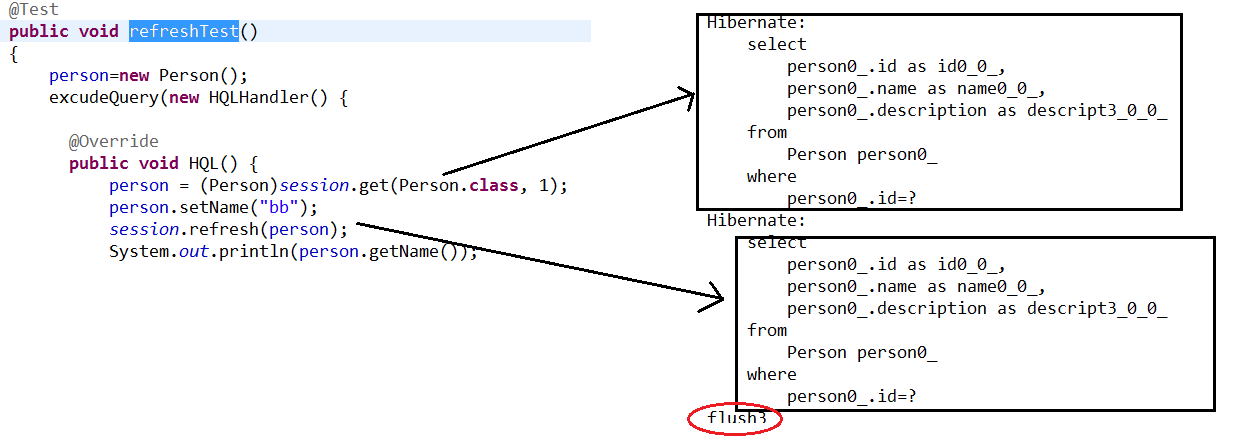 @Test
public void refreshTest()
{
person=new Person();
excudeQuery(new HQLHandler() {
@Override
public void HQL() {
person = (Person)session.get(Person.class, 1);
person.setName("bb");
session.refresh(person);
System.out.println(person.getName());
Hibernate:
select
person0_.id as id0_0_,
person0_.name as name0_0_,
person0_.description as descript3_0_0_
from
Person person0_
where
person0_.id=?
Hibernate:
select
person0_.id as id0_0_,
person0_.name as name0_0_,
person0_.description as descript3_0_0_
from
Person person0_
where
person0_.id=?
flush3